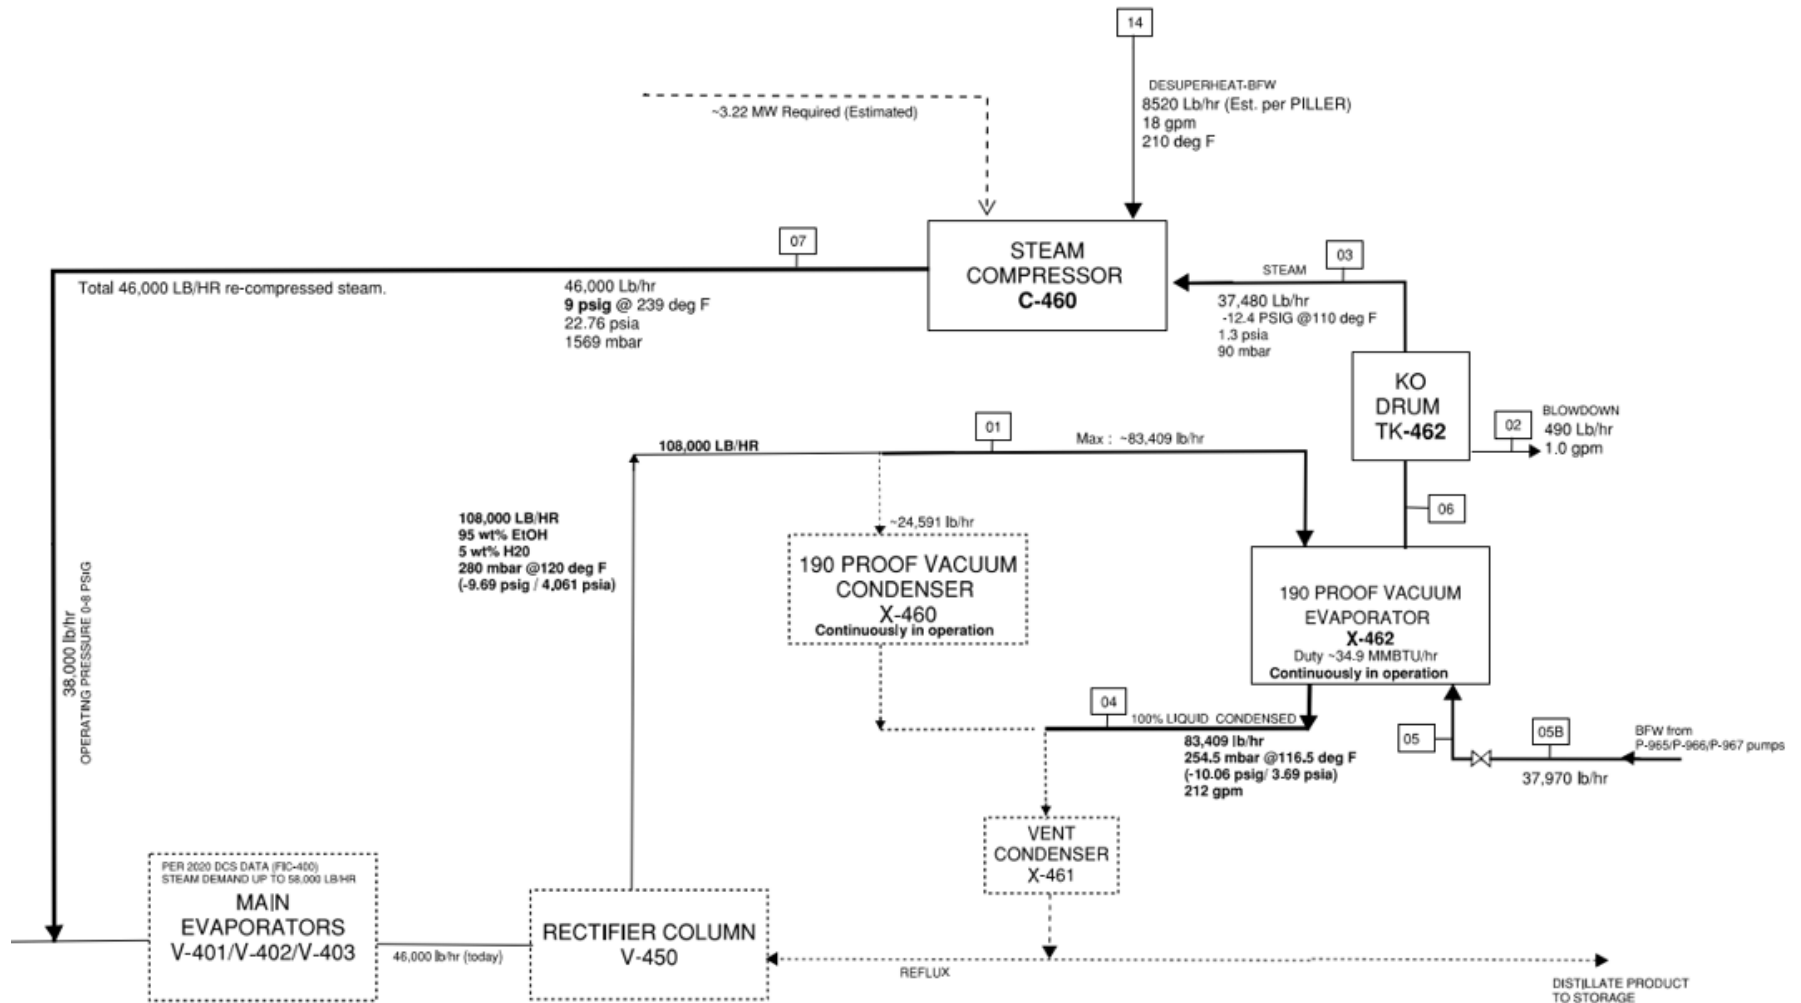 14
DESUPERHEAT-BFW
8520 Lb/hr (Est. per PILLER)
18 gpm
210 deg F
~3.22 MW Required (Estimated)
07
STEAM
COMPRESSOR
C-460
STEAM
03
Total 46,000 LB/HR re-compressed steam.
46,000 Lb/hr
9 psig @ 239 deg F
22.76 psia
1569 mbar
37,480 Lb/hr
-12.4 PSIG @110 deg F
1.3 psia
90 mbar
KO
DRUM
TK-462
02
BLOWDOWN
490 Lb/hr
1.0 gpm
108,000 LB/HR
01
Max : ~83,409 lb/hr
06
108,000 LB/HR
95 wt% EtOH
5 wt% H20
280 mbar @120 deg F
(-9.69 psig / 4,061 psia)
~24,591 lb/hr
190 PROOF VACUUM
CONDENSER
X-460
Continuously in operation
190 PROOF VACUUM
EVAPORATOR
X-462
Duty ~34.9 MMBTU/hr
Continuously in operation
38,000 lb/hr
OPERATING PRESSURE 0-8 PSIG
04
100% LIQUID CONDENSED
83,409 lb/hr
254.5 mbar @116.5 deg F
(-10.06 psig/ 3.69 psia)
212 gpm
05
05B
BFW from
P-965/P-966/P-967 pumps
37,970 lb/hr
VENT
CONDENSER
X-461
PER 2020 DCS DATA (FIC-400)
STEAM DEMAND UP TO 58,000 LB/HR
MAIN
EVAPORATORS
V-401/V-402/V-403
46,000 lb/hr (today)
RECTIFIER COLUMN
V-450
REFLUX
DISTILLATE PRODUCT
TO STORAGE